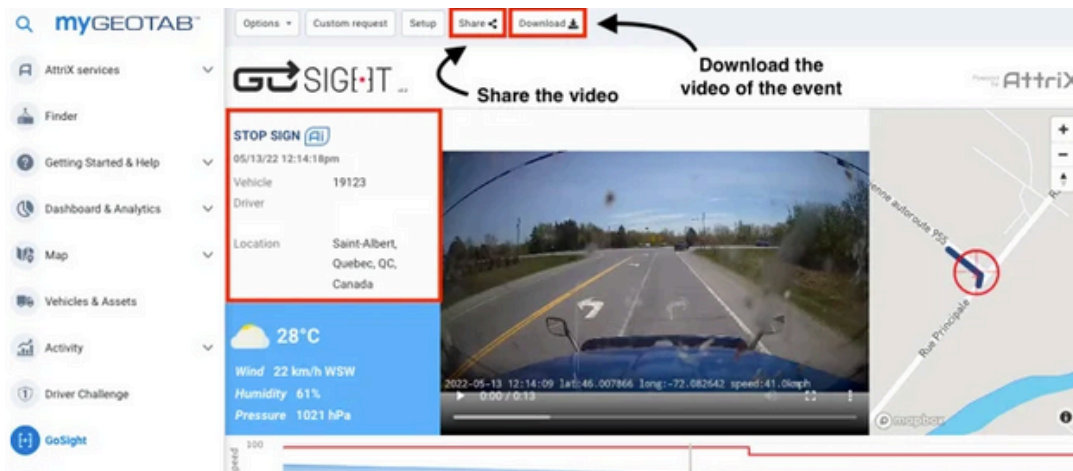 myGEOTAB
Options Custom request Setup Share Download
AttriX services
Finder
Getting Started & Help
Dashboard & Analytics
Map
Vehicles & Assets
Activity
Driver Challenge
GoSight
Share the video
Download the
video of the event
GO SIGHT
AttriX
STOP SIGN Ai
05/13/22 12:14:18pm
Vehicle 19123
Driver
Location Saint-Albert,
Quebec, QC,
Canada
28°C
Wind 22 km/h WSW
Humidity 61%
Pressure 1021 hPa
2022-05-13 12:14:09 lat:46.007866 long:-72.082642 speed:41.0kmph
0:00 / 0:13
ienne autoroute 955
Rue Principale
mapbox
100